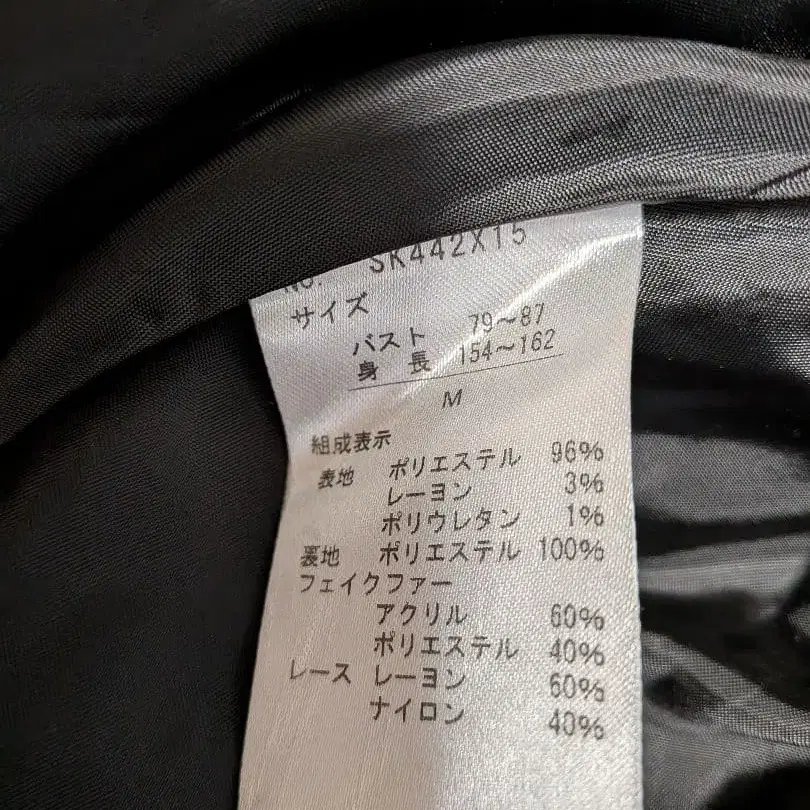 No. SK442X15
サイズ
バスト 79～87
身長 154～162
M
組成表示
表地 ポリエステル 96%
レーヨン 3%
ポリウレタン 1%
裏地 ポリエステル 100%
フェイクファー
アクリル 60%
ポリエステル 40%
レース レーヨン 60%
ナイロン 40%